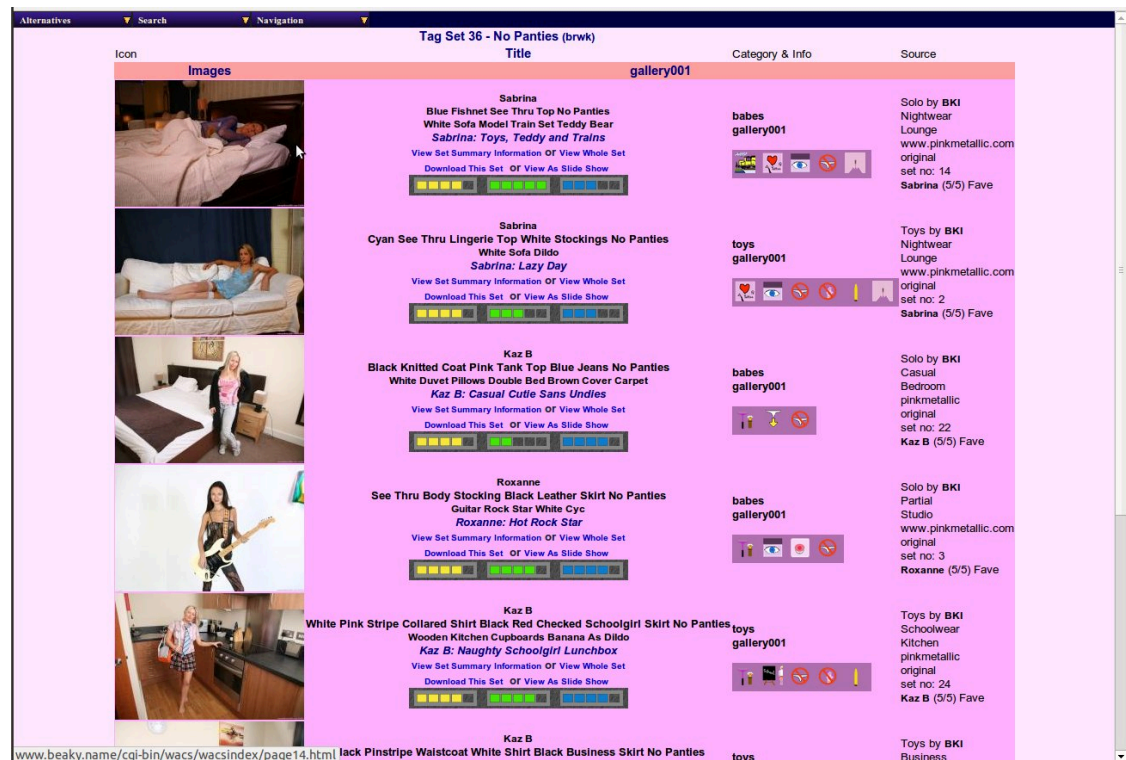 Alternatives Search Navigation
Tag Set 36 - No Panties (brwk)
Icon Title Category & Info Source
Images gallery001
Sabrina
Blue Fishnet See Thru Top No Panties
White Sofa Model Train Set Teddy Bear
Sabrina: Toys, Teddy and Trains
View Set Summary Information or View Whole Set
Download This Set or View As Slide Show
babes
gallery001
Solo by BKI
Nightwear
Lounge
www.pinkmetallic.com
original
set no: 14
Sabrina (5/5) Fave
Sabrina
Cyan See Thru Lingerie Top White Stockings No Panties
White Sofa Dildo
Sabrina: Lazy Day
View Set Summary Information or View Whole Set
Download This Set or View As Slide Show
toys
gallery001
Toys by BKI
Nightwear
Lounge
www.pinkmetallic.com
original
set no: 2
Sabrina (5/5) Fave
Kaz B
Black Knitted Coat Pink Tank Top Blue Jeans No Panties
White Duvet Pillows Double Bed Brown Cover Carpet
Kaz B: Casual Cutie Sans Undies
View Set Summary Information or View Whole Set
Download This Set or View As Slide Show
babes
gallery001
Solo by BKI
Casual
Bedroom
pinkmetallic
original
set no: 22
Kaz B (5/5) Fave
Roxanne
See Thru Body Stocking Black Leather Skirt No Panties
Guitar Rock Star White Cyc
Roxanne: Hot Rock Star
View Set Summary Information or View Whole Set
Download This Set or View As Slide Show
babes
gallery001
Solo by BKI
Partial
Studio
www.pinkmetallic.com
original
set no: 3
Roxanne (5/5) Fave
Kaz B
White Pink Stripe Collared Shirt Black Red Checked Schoolgirl Skirt No Panties
Wooden Kitchen Cupboards Banana As Dildo
Kaz B: Naughty Schoolgirl Lunchbox
View Set Summary Information or View Whole Set
Download This Set or View As Slide Show
toys
gallery001
Toys by BKI
Schoolwear
Kitchen
pinkmetallic
original
set no: 24
Kaz B (5/5) Fave
Kaz B
Pinstripe Waistcoat White Shirt Black Business Skirt No Panties
toys
Toys by BKI
Business
www.beaky.name/cgi-bin/wacs/wacsindex/page14.html